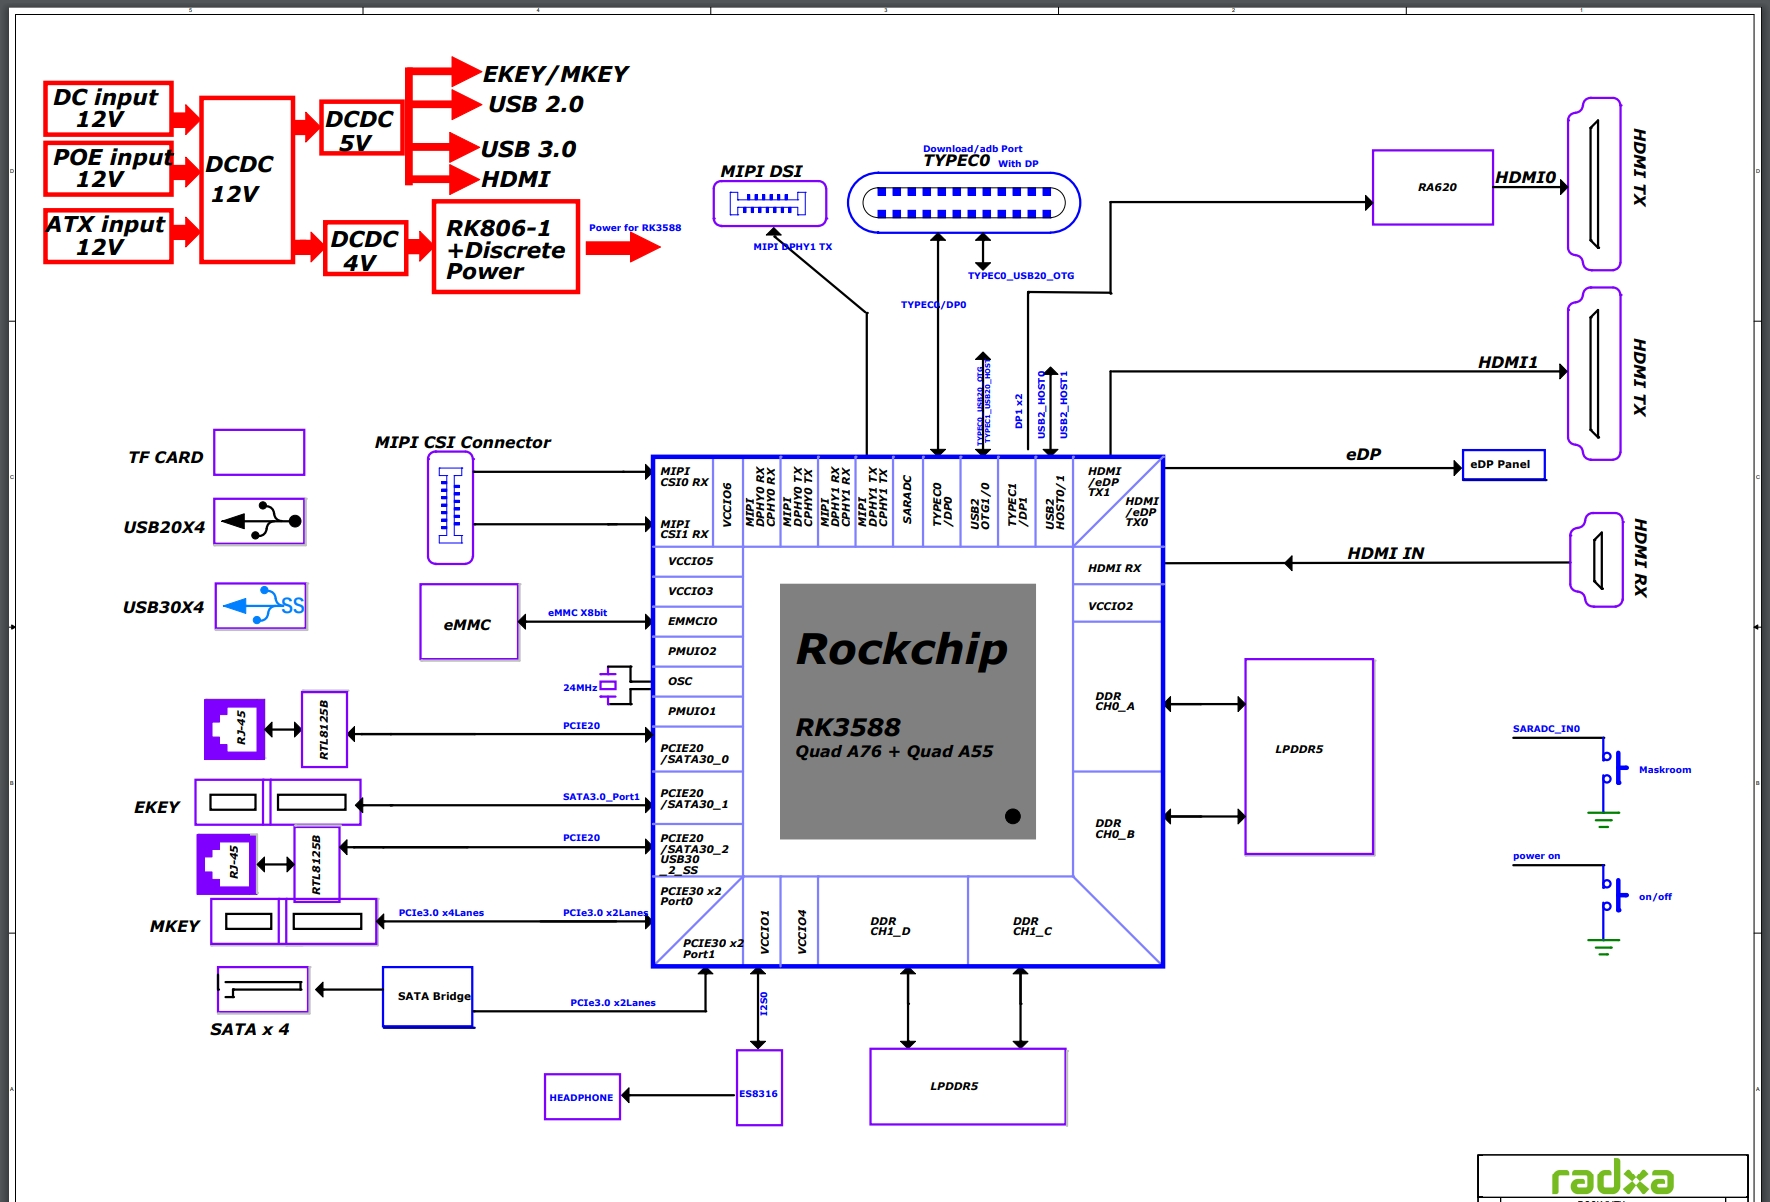 5
4
3
2
1
DC input
12V
POE input
12V
ATX input
12V
DCDC
12V
DCDC
5V
DCDC
4V
EKEY/MKEY
USB 2.0
USB 3.0
HDMI
RK806-1
+Discrete
Power
Power for RK3588
MIPI DSI
MIPI DPHY1 TX
Download/adb Port
TYPEC0 With DP
TYPEC0_USB20_OTG
TYPEC0/DP0
TYPEC0_USB20_OTG
TYPEC1_USB20_HOST
DP1 x2
USB2_HOST0
USB2_HOST1
RA620
HDMI0
HDMI TX
HDMI1
HDMI TX
eDP
eDP Panel
HDMI IN
HDMI RX
TF CARD
USB20X4
USB30X4
SS
MIPI CSI Connector
eMMC
eMMC X8bit
24MHz
RJ-45
RTL8125B
PCIE20
EKEY
SATA3.0_Port1
RJ-45
RTL8125B
PCIE20
MKEY
PCIe3.0 x4Lanes
PCIe3.0 x2Lanes
SATA x 4
SATA Bridge
PCIe3.0 x2Lanes
MIPI
CSI0 RX
MIPI
CSI1 RX
VCCIO6
MIPI
DPHY0 RX
CPHY0 RX
MIPI
DPHY0 TX
CPHY0 TX
MIPI
DPHY1 RX
CPHY1 RX
MIPI
DPHY1 TX
CPHY1 TX
SARADC
TYPEC0
/DP0
USB2
OTG1/0
TYPEC1
/DP1
USB2
HOST0/1
HDMI
/eDP
TX1
HDMI
/eDP
TX0
VCCIO5
VCCIO3
EMMCIO
PMUIO2
OSC
PMUIO1
PCIE20
/SATA30_0
PCIE20
/SATA30_1
PCIE20
/SATA30_2
USB30
_2_SS
PCIE30 x2
Port0
PCIE30 x2
Port1
VCCIO1
VCCIO4
DDR
CH1_D
DDR
CH1_C
HDMI RX
VCCIO2
DDR
CH0_A
DDR
CH0_B
Rockchip
RK3588
Quad A76 + Quad A55
LPDDR5
I2S0
ES8316
HEADPHONE
LPDDR5
SARADC_IN0
Maskroom
power on
on/off
D
D
C
C
B
B
A
A
radxa